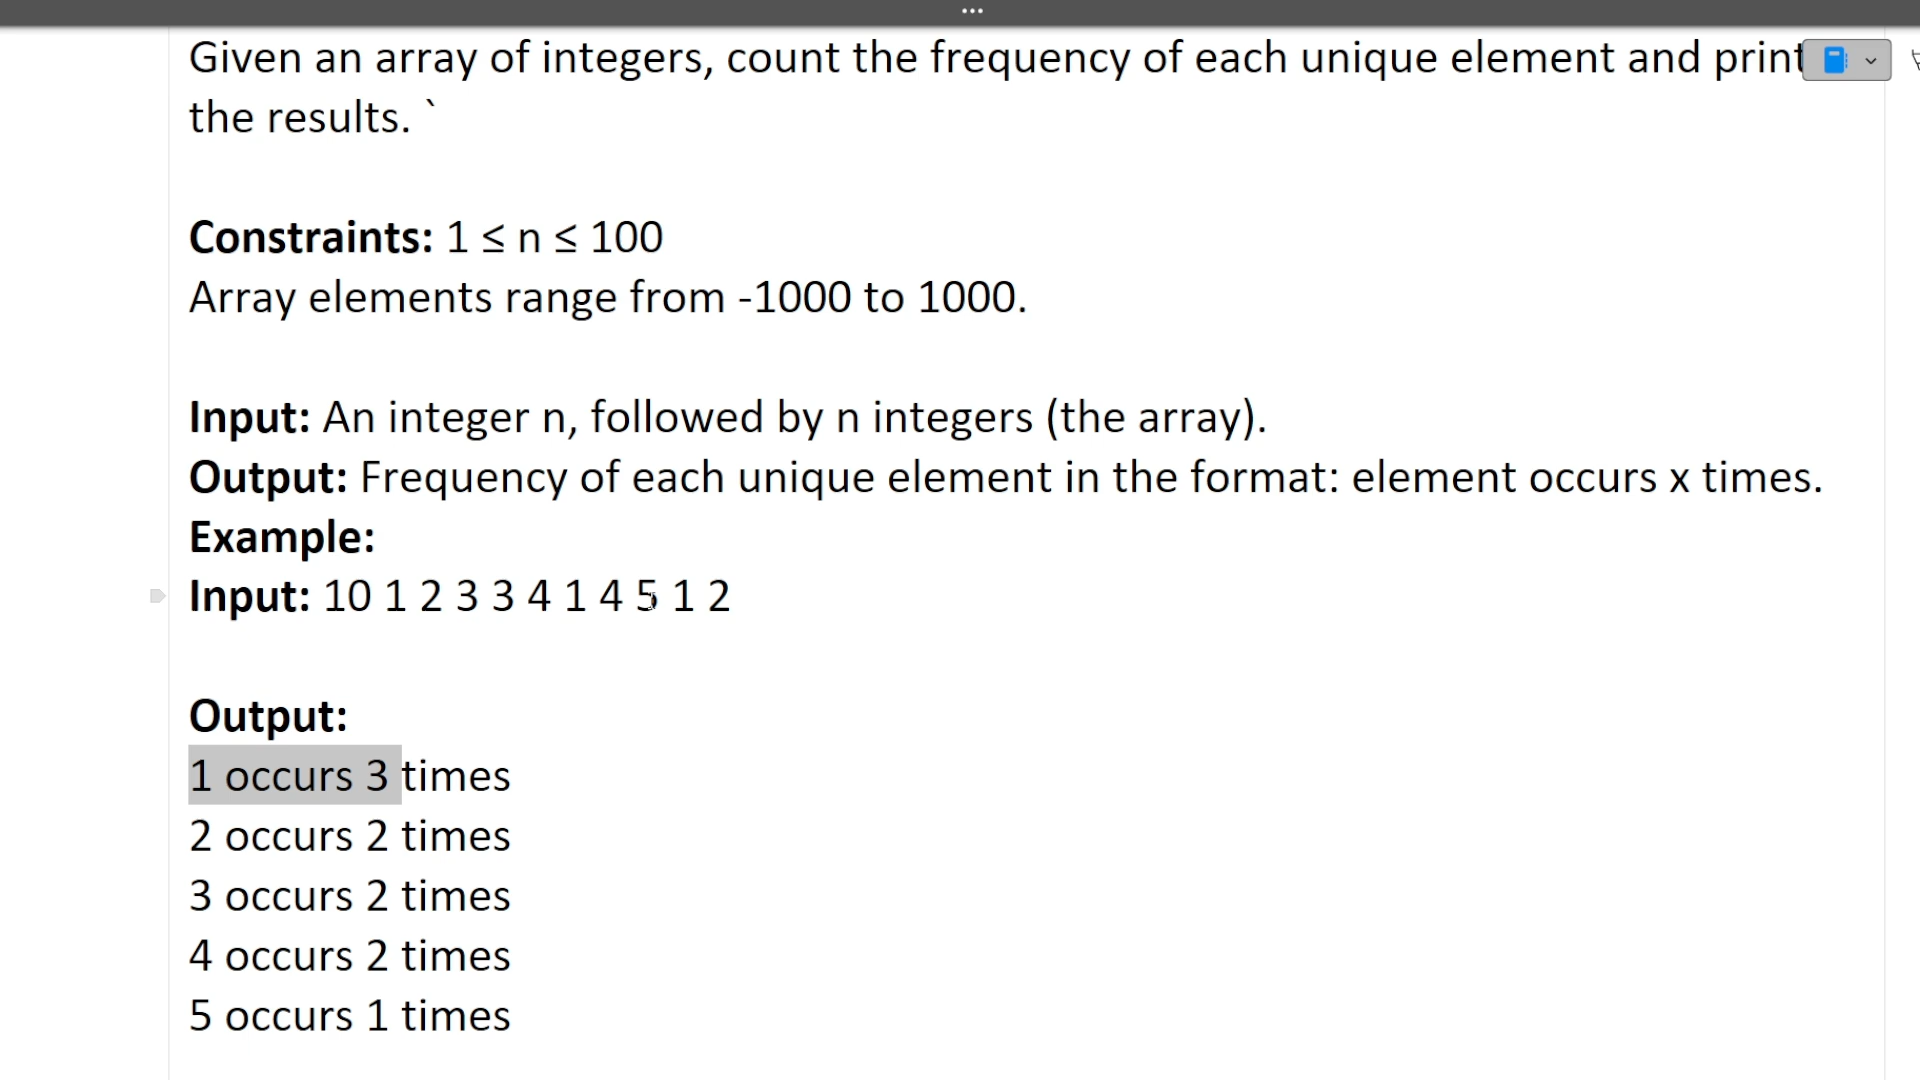 Given an array of integers, count the frequency of each unique element and print
the results. `
Constraints: 1 ≤ n ≤ 100
Array elements range from -1000 to 1000.
Input: An integer n, followed by n integers (the array).
Output: Frequency of each unique element in the format: element occurs x times.
Example:
Input: 10 1 2 3 3 4 1 4 5 1 2
Output:
1 occurs 3 times
2 occurs 2 times
3 occurs 2 times
4 occurs 2 times
5 occurs 1 times